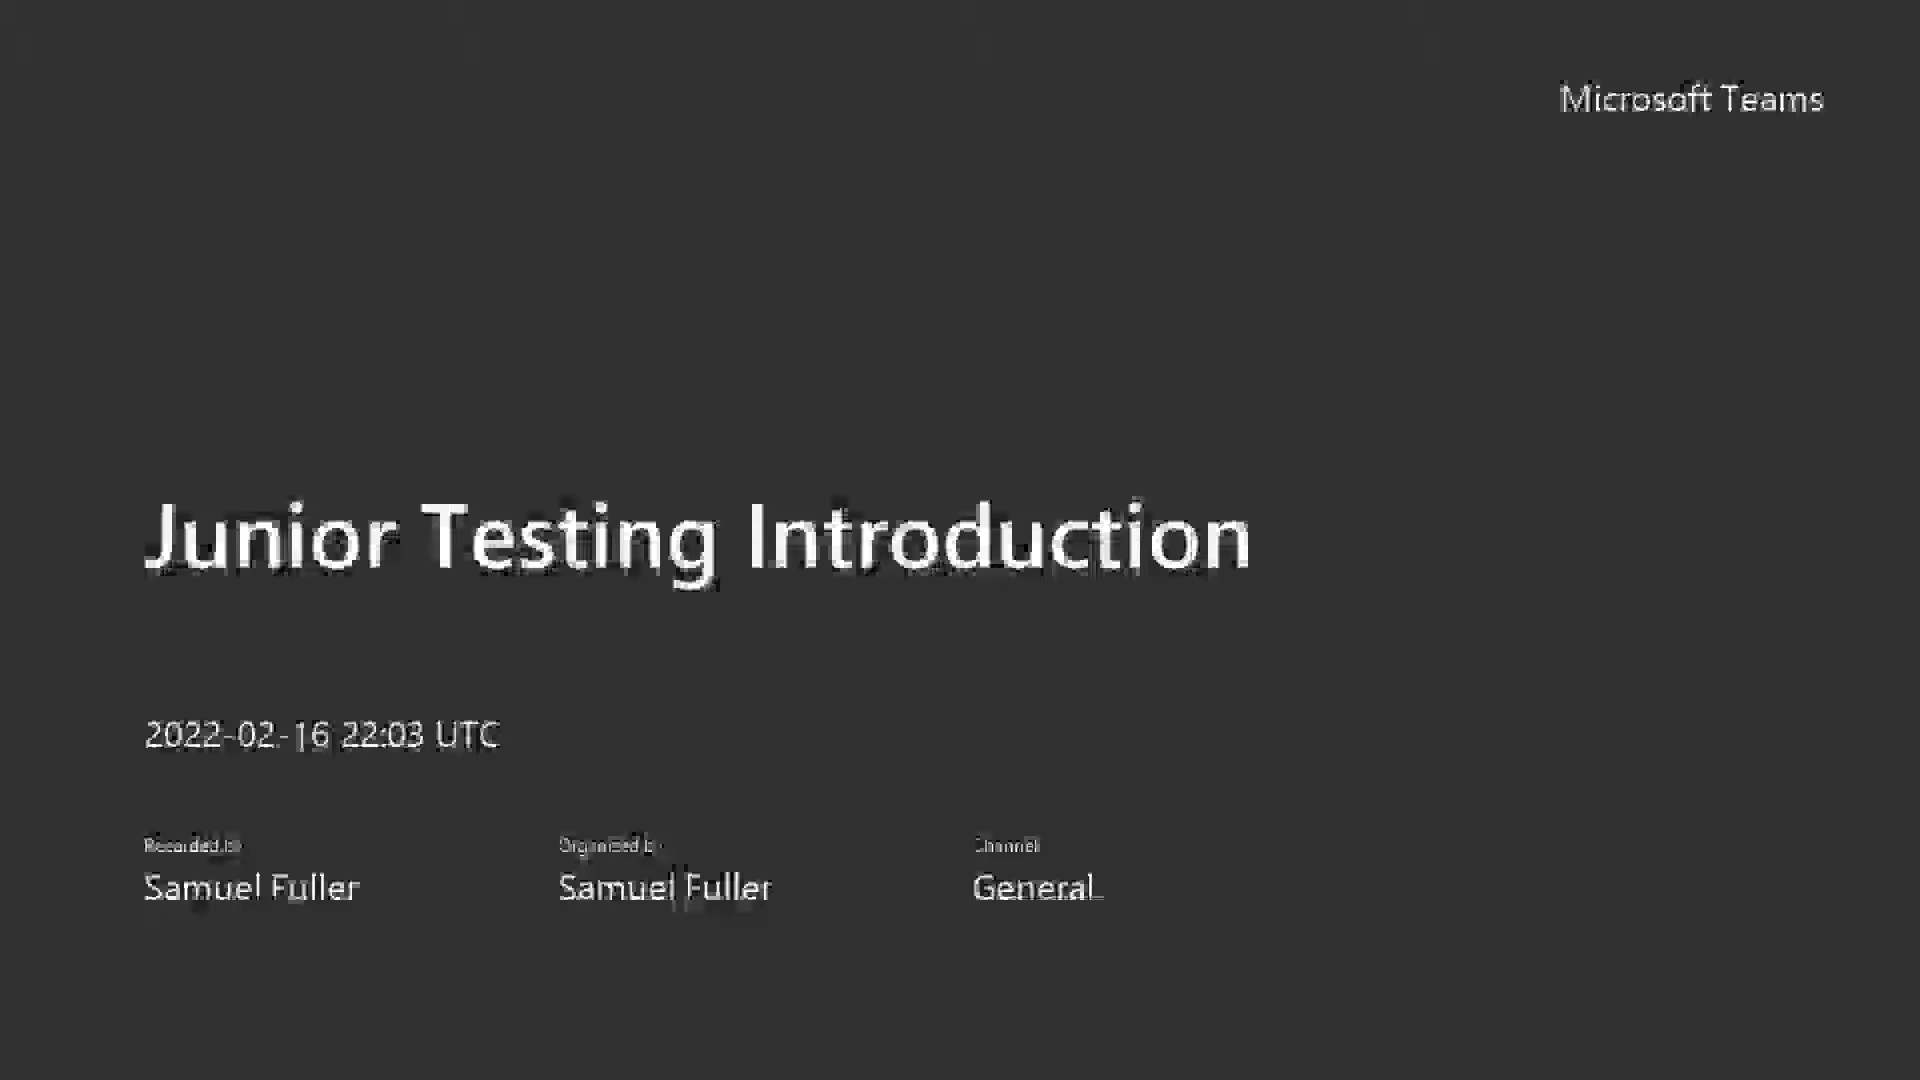 Microsoft Teams
Junior Testing Introduction
2022-02-16 22:03 UTC
Recorded by
Organized by
Channel
Samuel Fuller
Samuel Fuller
General